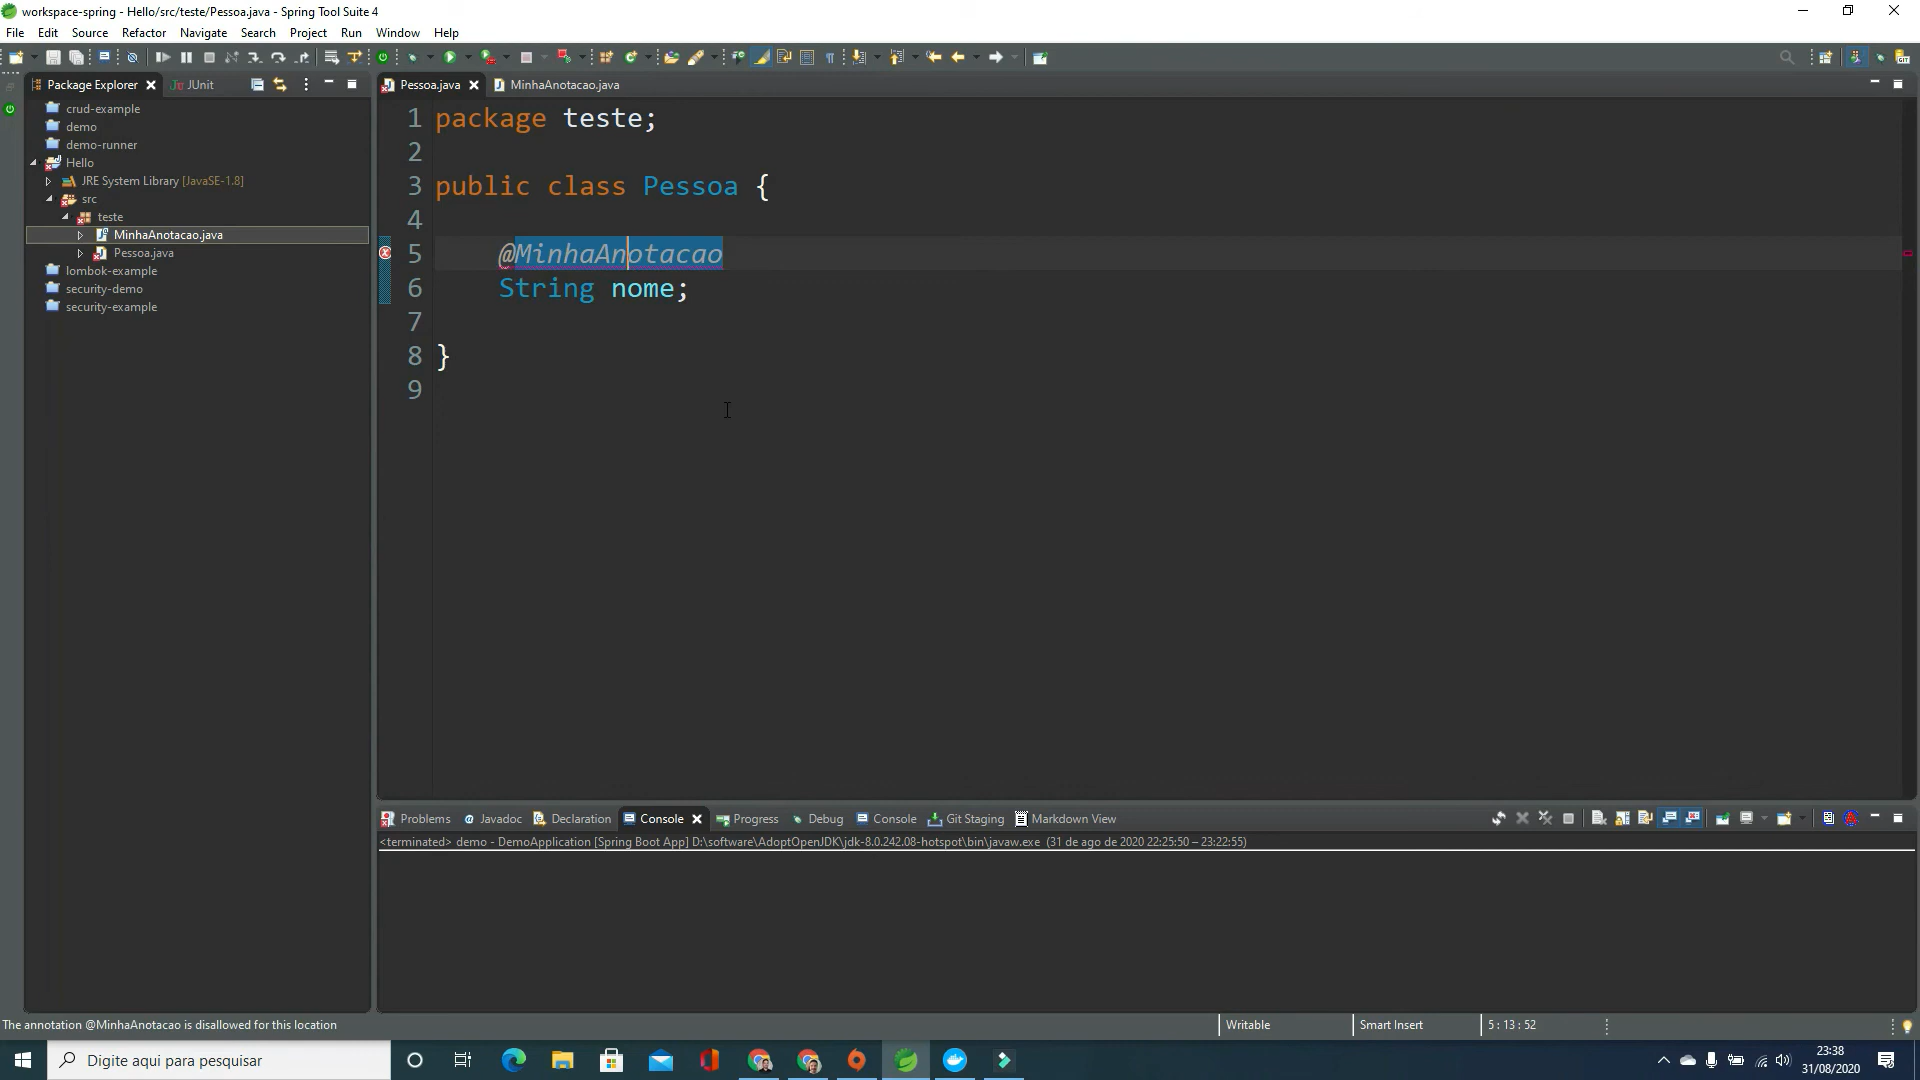 workspace-spring - Hello/src/teste/Pessoa.java - Spring Tool Suite 4
File Edit Source Refactor Navigate Search Project Run Window Help
Package Explorer
JUnit
crud-example
demo
demo-runner
Hello
JRE System Library [JavaSE-1.8]
src
teste
MinhaAnotacao.java
Pessoa.java
lombok-example
security-demo
security-example
Pessoa.java
MinhaAnotacao.java
1 package teste;
2
3 public class Pessoa {
4
5 @MinhaAnotacao
6 String nome;
7
8 }
9
Problems Javadoc Declaration Console Progress Debug Console Git Staging Markdown View
<terminated> demo - DemoApplication [Spring Boot App] D:\software\AdoptOpenJDK\jdk-8.0.242.08-hotspot\bin\javaw.exe (31 de ago de 2020 22:25:50 – 23:22:55)
The annotation @MinhaAnotacao is disallowed for this location
Writable
Smart Insert
5 : 13 : 52
Digite aqui para pesquisar
23:38
31/08/2020